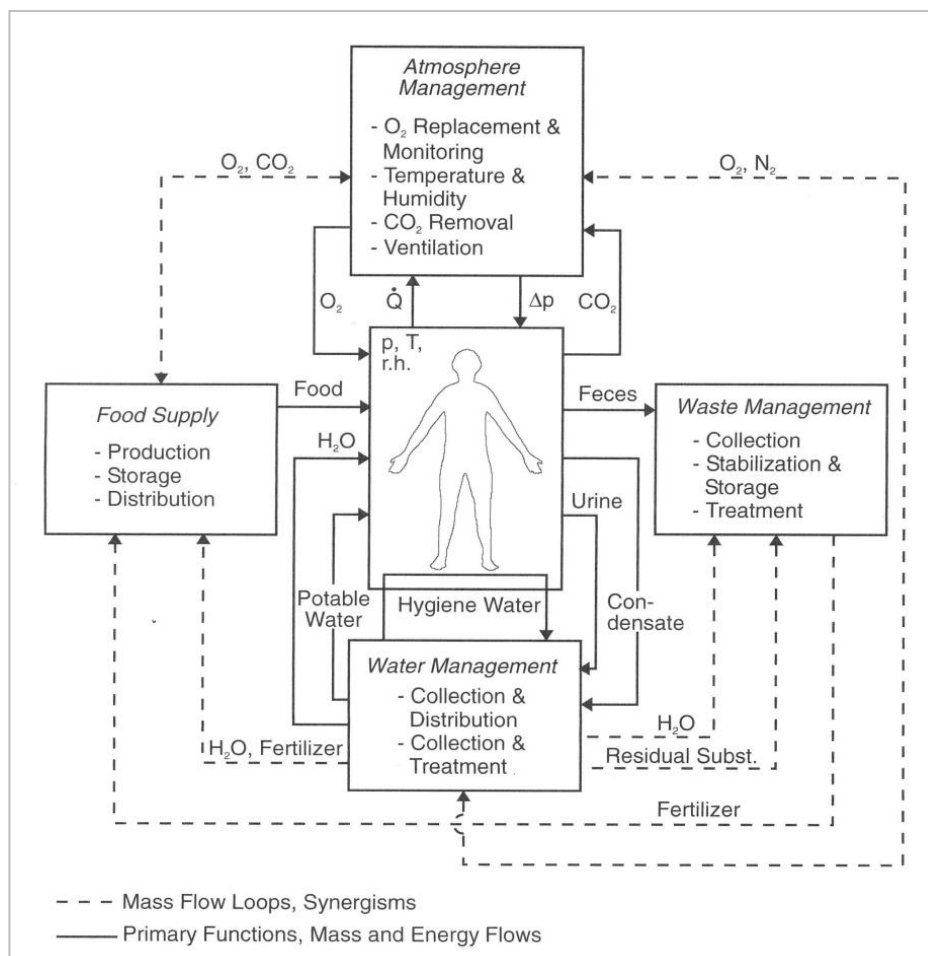 Atmosphere
Management
- O₂ Replacement &
Monitoring
- Temperature &
Humidity
- CO₂ Removal
- Ventilation
O₂, CO₂
O₂, N₂
O₂
Q̇
Δp
CO₂
p, T,
r.h.
Food
Feces
Food Supply
- Production
- Storage
- Distribution
H₂O
Waste Management
- Collection
- Stabilization &
Storage
- Treatment
Urine
Potable
Water
Hygiene Water
Con-
densate
Water Management
- Collection &
Distribution
- Collection &
Treatment
H₂O, Fertilizer
H₂O
Residual Subst.
Fertilizer
Mass Flow Loops, Synergisms
Primary Functions, Mass and Energy Flows